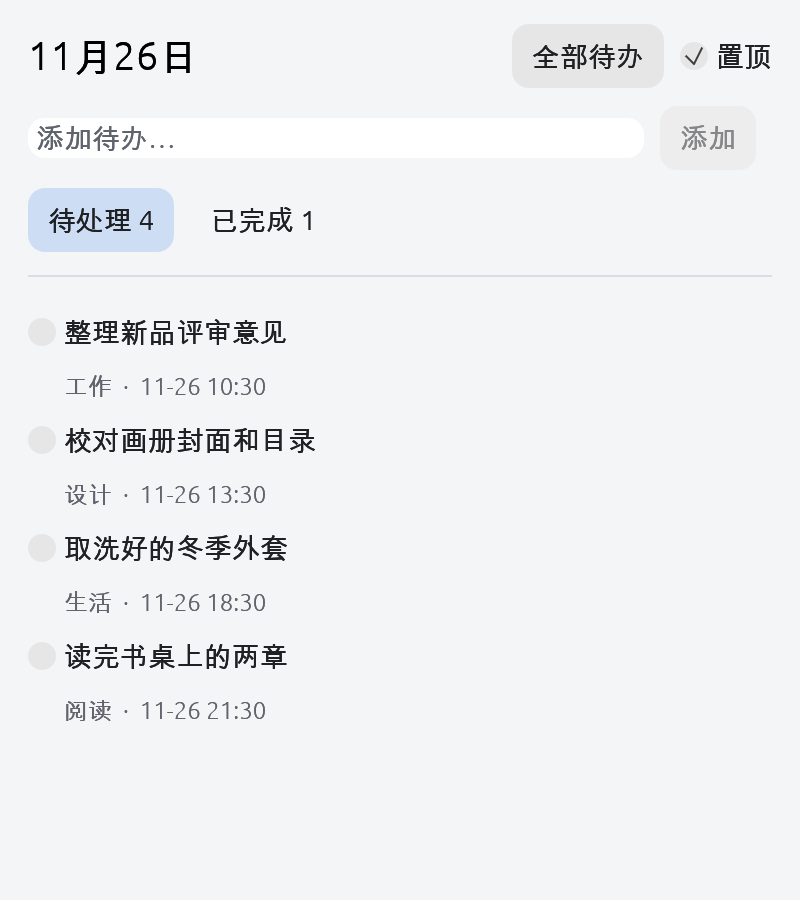 11月26日 全部待办 置顶
添加待办... 添加
待处理 4 已完成 1
整理新品评审意见
工作 · 11-26 10:30
校对画册封面和目录
设计 · 11-26 13:30
取洗好的冬季外套
生活 · 11-26 18:30
读完书桌上的两章
阅读 · 11-26 21:30